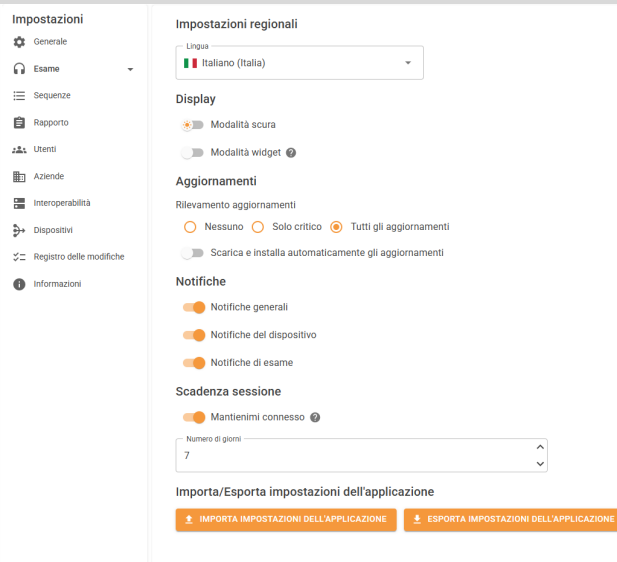 Impostazioni
Generale
Esame
Sequenze
Rapporto
Utenti
Aziende
Interoperabilità
Dispositivi
Registro delle modifiche
Informazioni
Impostazioni regionali
Lingua
Italiano (Italia)
Display
Modalità scura
Modalità widget ?
Aggiornamenti
Rilevamento aggiornamenti
Nessuno Solo critico Tutti gli aggiornamenti
Scarica e installa automaticamente gli aggiornamenti
Notifiche
Notifiche generali
Notifiche del dispositivo
Notifiche di esame
Scadenza sessione
Mantienimi connesso ?
Numero di giorni
7
Importa/Esporta impostazioni dell'applicazione
IMPORTA IMPOSTAZIONI DELL'APPLICAZIONE ESPORTA IMPOSTAZIONI DELL'APPLICAZIONE